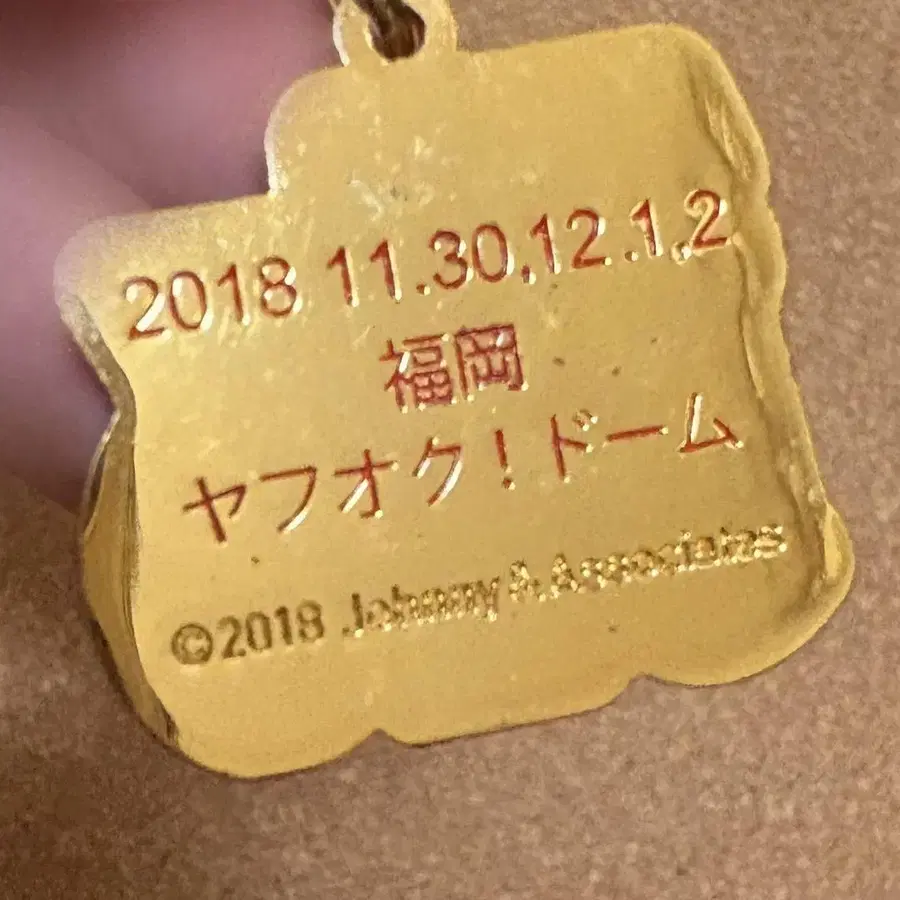 2018 11.30,12.1,2
福岡
ヤフオク!ドーム
©2018 Johnny & Associates